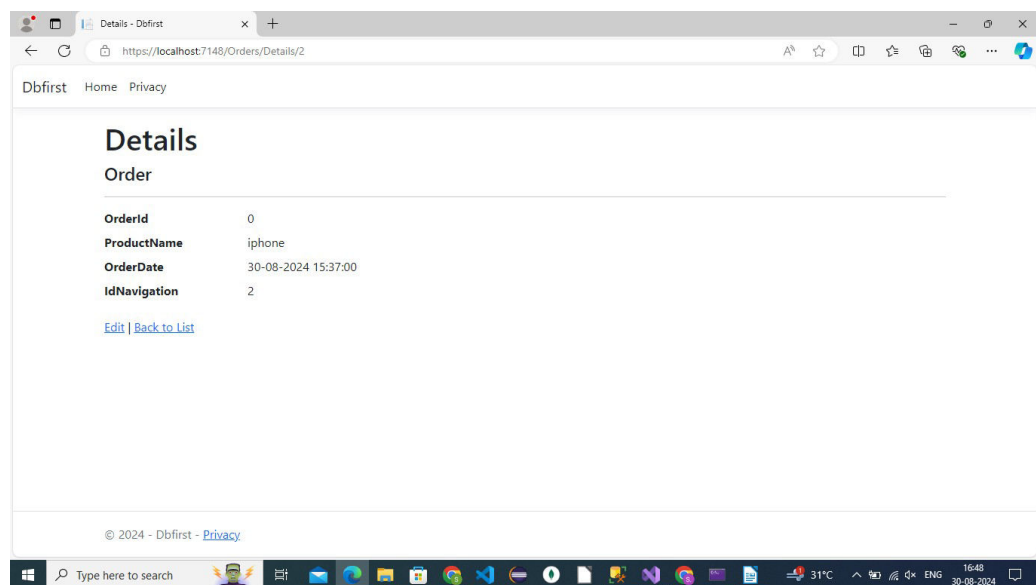 Details - Dbfirst
https://localhost:7148/Orders/Details/2
Dbfirst Home Privacy
Details
Order
OrderId 0
ProductName iphone
OrderDate 30-08-2024 15:37:00
IdNavigation 2
Edit | Back to List
© 2024 - Dbfirst - Privacy
Type here to search 31°C ENG 16:48
30-08-2024